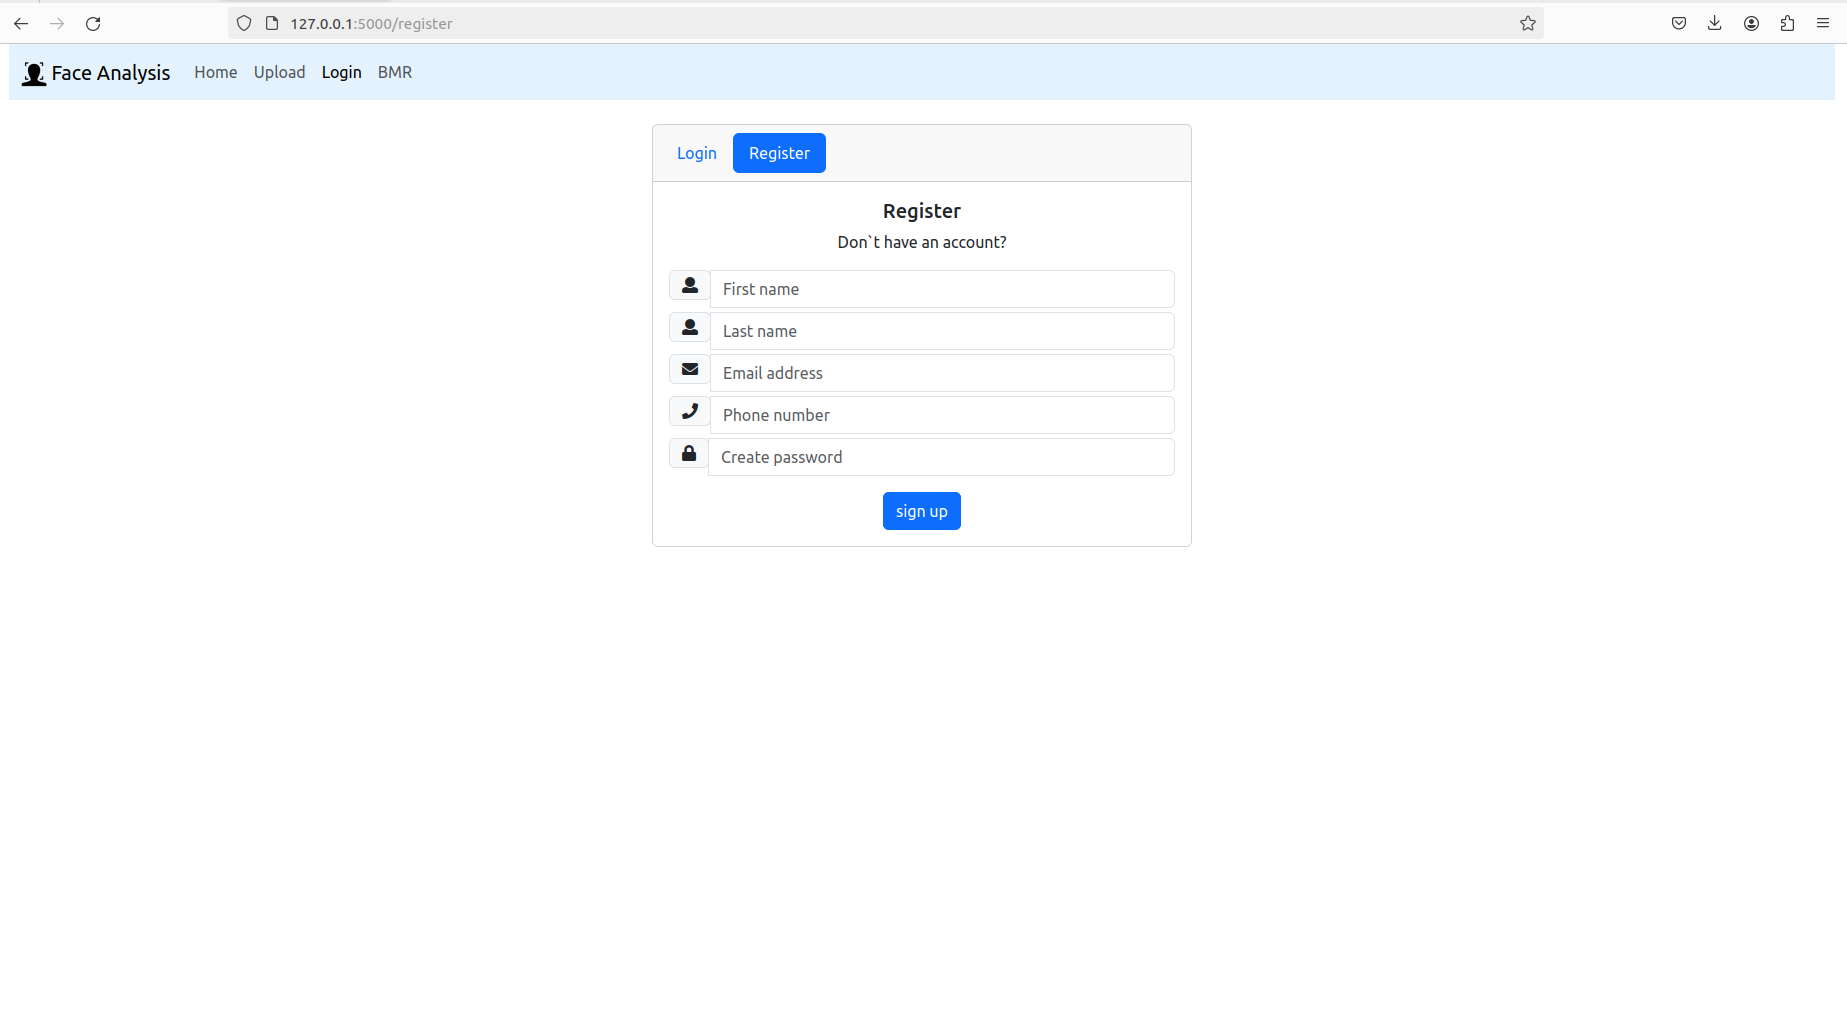 127.0.0.1:5000/register
Face Analysis Home Upload Login BMR
Login Register
Register
Don`t have an account?
First name
Last name
Email address
Phone number
Create password
sign up